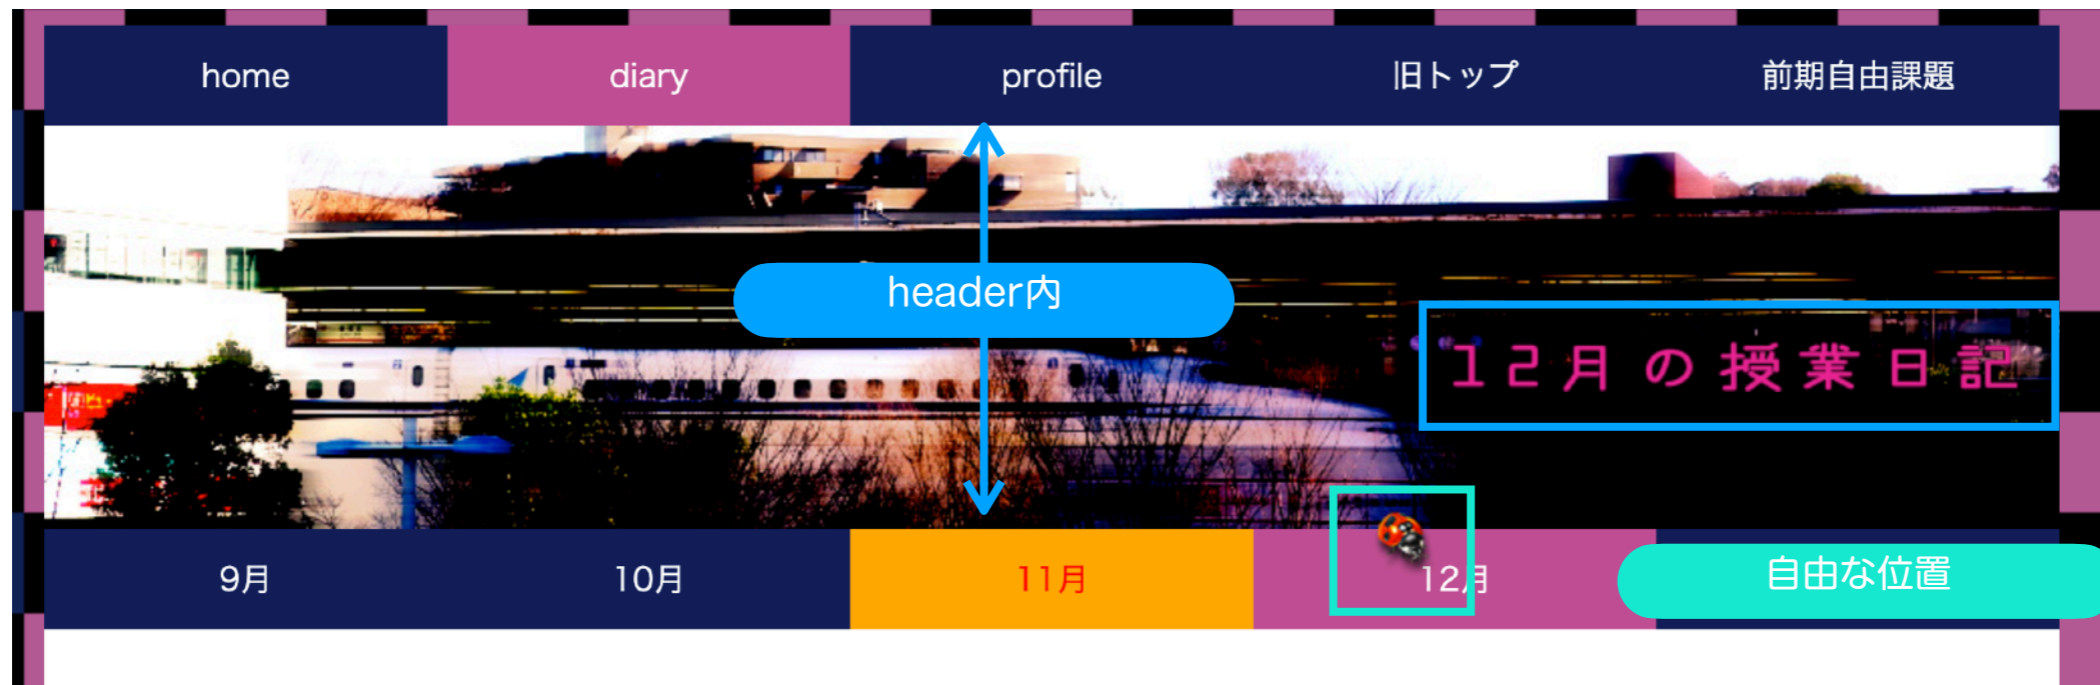 home
diary
profile
旧トップ
前期自由課題
header内
12月の授業日記
9月
10月
11月
12月
自由な位置